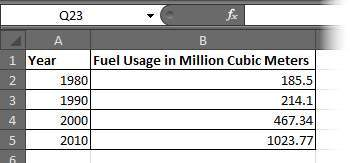 Q23 fx
A B
1 Year Fuel Usage in Million Cubic Meters
2 1980 185.5
3 1990 214.1
4 2000 467.34
5 2010 1023.77
6